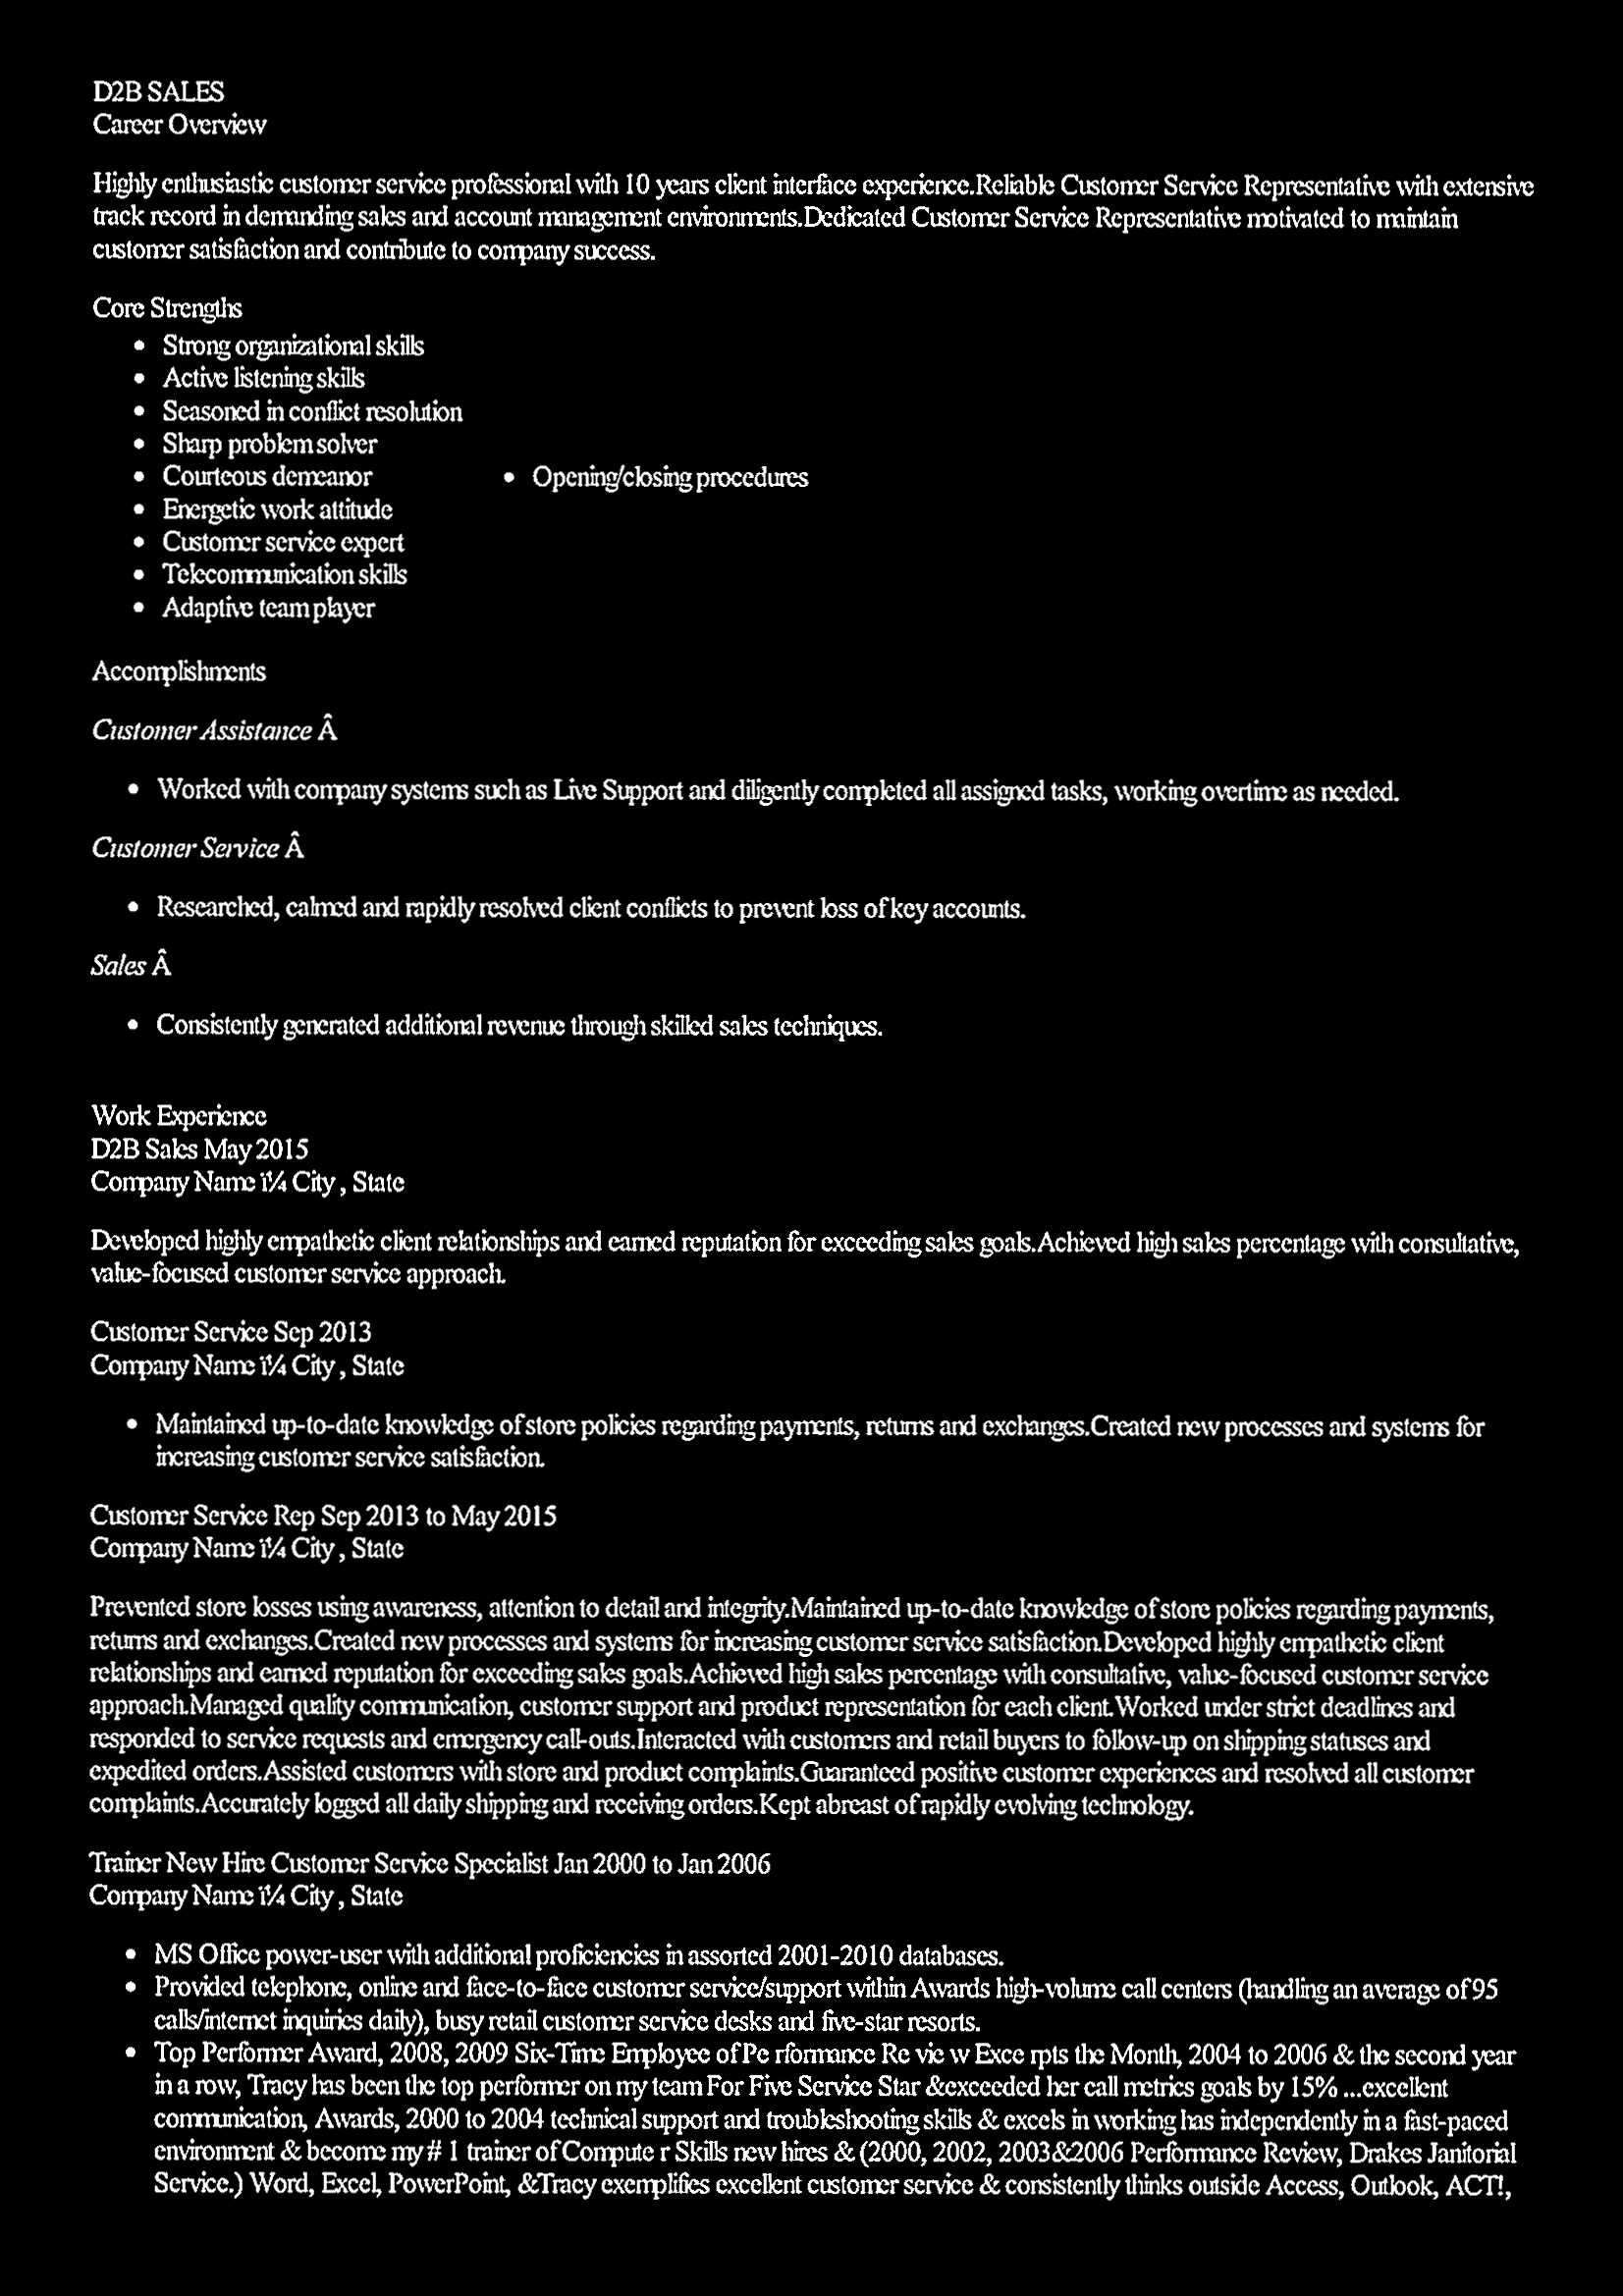 D2B SALES
Career Overview
Highly enthusiastic customer service professional with 10 years client interface experience.Reliable Customer Service Representative with extensive
track record in demanding sales and account management environments.Dedicated Customer Service Representative motivated to maintain
customer satisfaction and contribute to company success.
Core Strengths
• Strong organizational skills
• Active listening skills
• Seasoned in conflict resolution
• Sharp problem solver
• Courteous demeanor
• Energetic work attitude
• Customer service expert
• Telecommunication skills
• Adaptive team player
• Opening/closing procedures
Accomplishments
Customer Assistance Â
• Worked with company systems such as Live Support and diligently completed all assigned tasks, working overtime as needed.
Customer Service Â
• Researched, calmed and rapidly resolved client conflicts to prevent loss of key accounts.
Sales Â
• Consistently generated additional revenue through skilled sales techniques.
Work Experience
D2B Sales May 2015
Company Name ï¼ City , State
Developed highly empathetic client relationships and earned reputation for exceeding sales goals.Achieved high sales percentage with consultative,
value-focused customer service approach.
Customer Service Sep 2013
Company Name ï¼ City , State
• Maintained up-to-date knowledge of store policies regarding payments, returns and exchanges.Created new processes and systems for
increasing customer service satisfaction.
Customer Service Rep Sep 2013 to May 2015
Company Name ï¼ City , State
Prevented store losses using awareness, attention to detail and integrity.Maintained up-to-date knowledge of store policies regarding payments,
returns and exchanges.Created new processes and systems for increasing customer service satisfaction.Developed highly empathetic client
relationships and earned reputation for exceeding sales goals.Achieved high sales percentage with consultative, value-focused customer service
approach.Managed quality communication, customer support and product representation for each client.Worked under strict deadlines and
responded to service requests and emergency call-outs.Interacted with customers and retail buyers to follow-up on shipping statuses and
expedited orders.Assisted customers with store and product complaints.Guaranteed positive customer experiences and resolved all customer
complaints.Accurately logged all daily shipping and receiving orders.Kept abreast of rapidly evolving technology.
Trainer New Hire Customer Service Specialist Jan 2000 to Jan 2006
Company Name ï¼ City , State
• MS Office power-user with additional proficiencies in assorted 2001-2010 databases.
• Provided telephone, online and face-to-face customer service/support within Awards high-volume call centers (handling an average of 95
calls/internet inquiries daily), busy retail customer service desks and five-star resorts.
• Top Performer Award, 2008, 2009 Six-Time Employee of Pe rformance Re vie w Exce rpts the Month, 2004 to 2006 & the second year
in a row, Tracy has been the top performer on my team For Five Service Star &exceeded her call metrics goals by 15% ...excellent
communication, Awards, 2000 to 2004 technical support and troubleshooting skills & excels in working has independently in a fast-paced
environment & become my # 1 trainer of Compute r Skills new hires & (2000, 2002, 2003&2006 Performance Review, Drakes Janitorial
Service.) Word, Excel, PowerPoint, &Tracy exemplifies excellent customer service & consistently thinks outside Access, Outlook, ACT!,